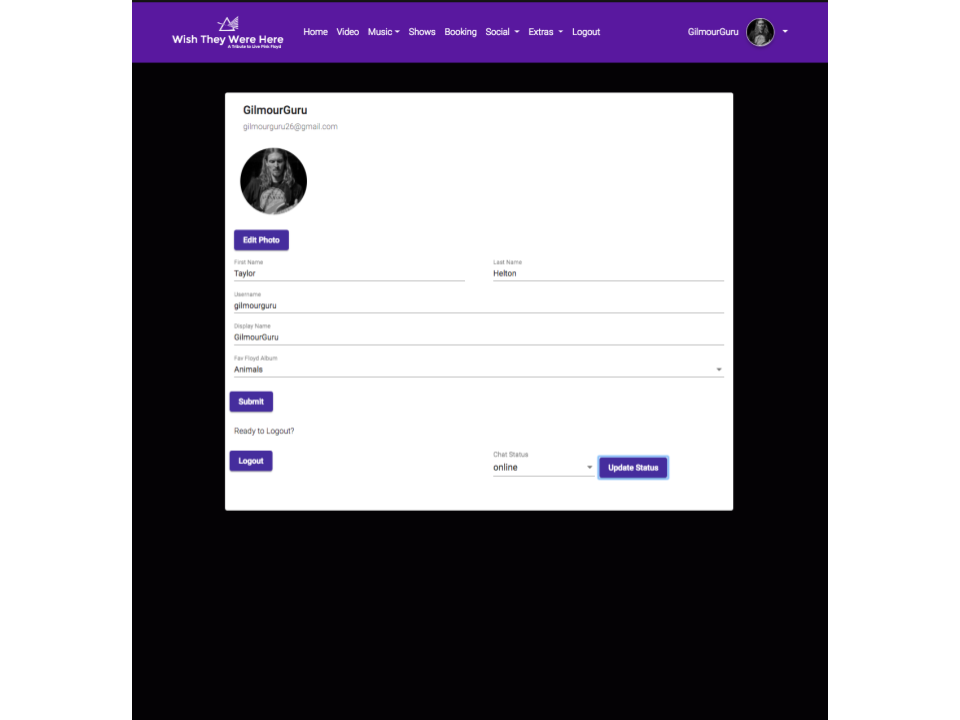 Wish They Were Here
A Tribute to Live Pink Floyd
Home Video Music Shows Booking Social Extras Logout
GilmourGuru
GilmourGuru
gilmourguru26@gmail.com
Edit Photo
First Name
Taylor
Last Name
Helton
Username
gilmourguru
Display Name
GilmourGuru
Fav Floyd Album
Animals
Submit
Ready to Logout?
Logout
Chat Status
online
Update Status